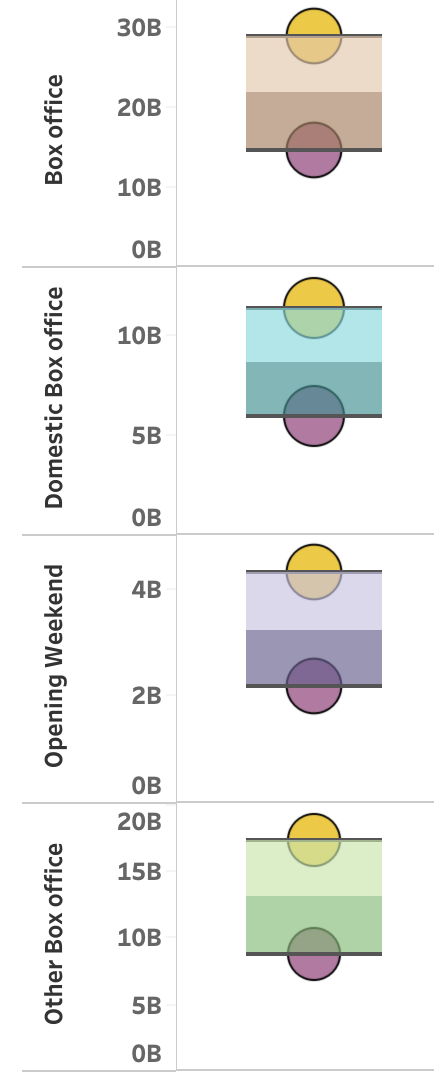 Box office
30B
20B
10B
0B
Domestic Box office
10B
5B
0B
Opening Weekend
4B
2B
0B
Other Box office
20B
15B
10B
5B
0B